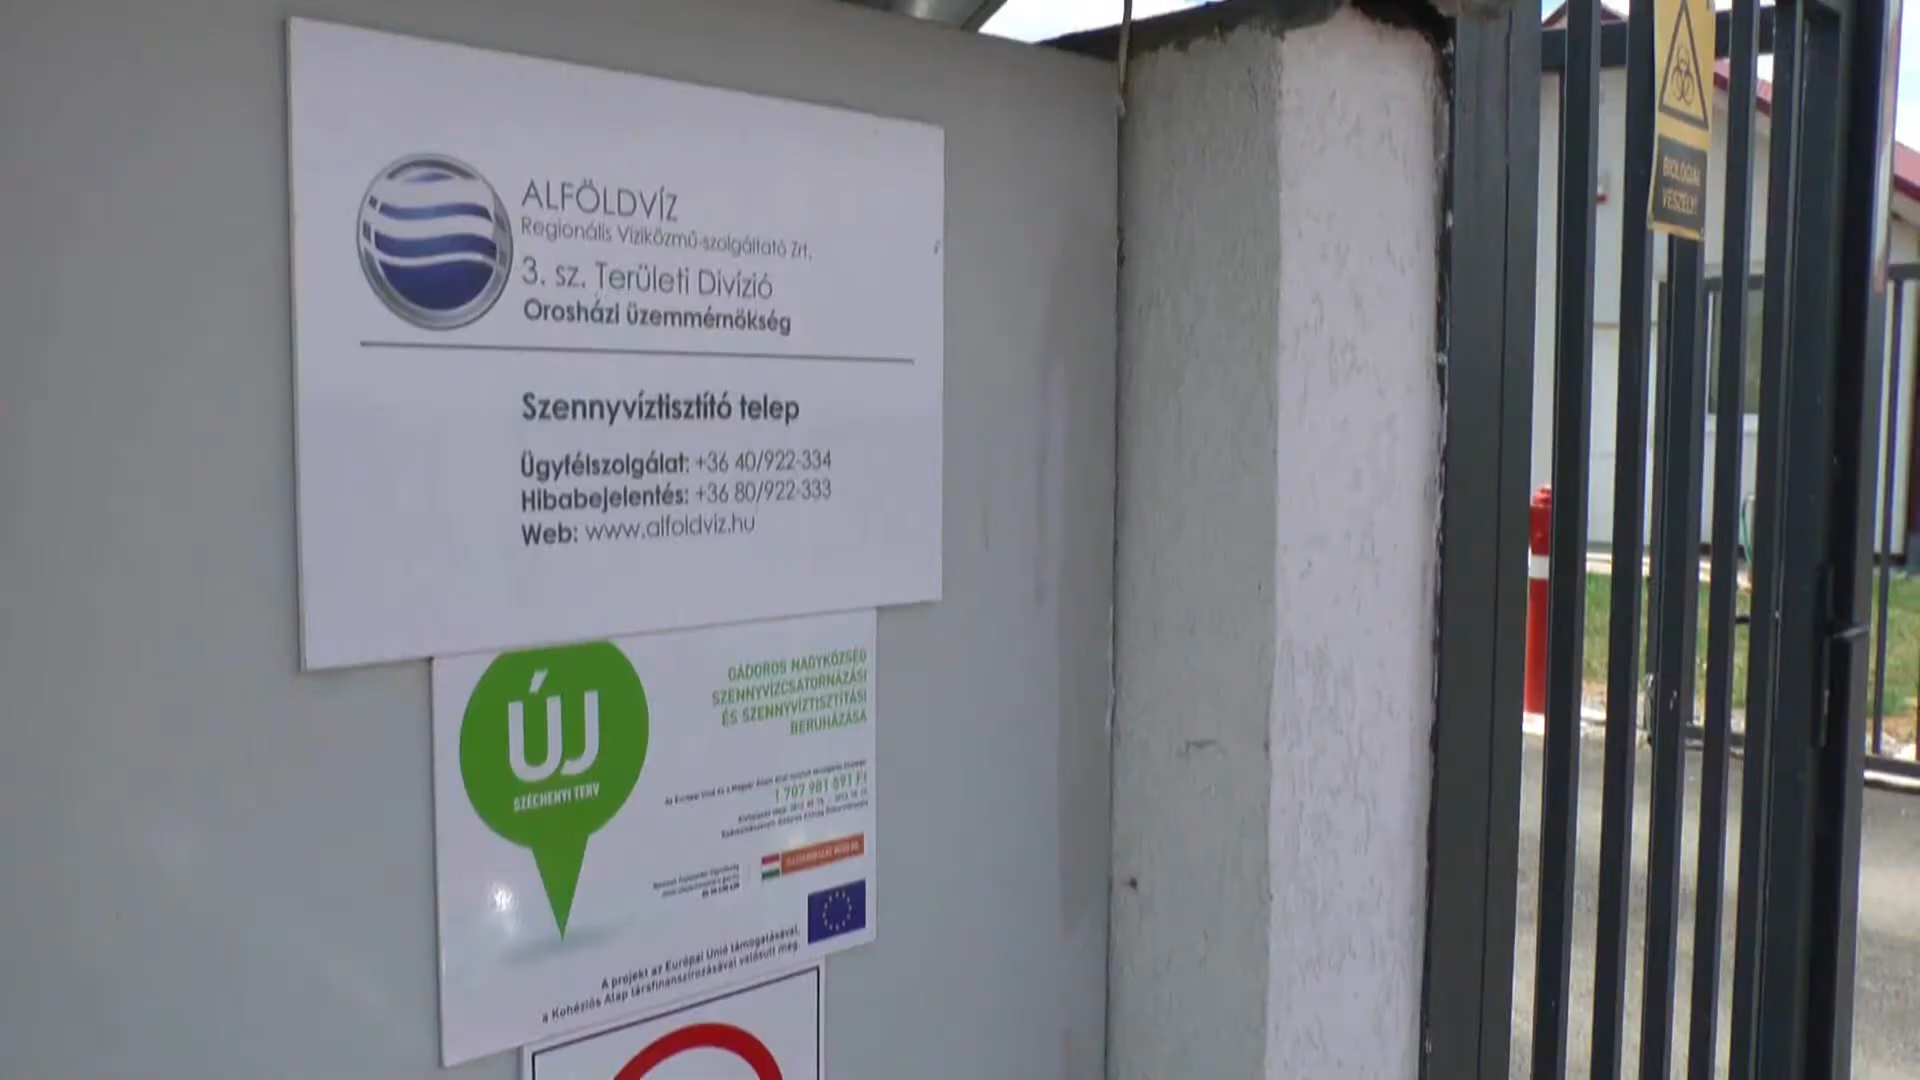 ALFÖLDVÍZ
Regionális Víziközmű-szolgáltató Zrt.
3. sz. Területi Divízió
Orosházi üzemmérnökség
Szennyvíztisztító telep
Ügyfélszolgálat: +36 40/922-334
Hibabejelentés: +36 80/922-333
Web: www.alfoldviz.hu
ÚJ
SZÉCHENYI TERV
GÁDOROS NAGYKÖZSÉG
SZENNYVÍZCSATORNÁZÁSI
ÉS SZENNYVÍZTISZTÍTÁSI
BERUHÁZÁSA
1 707 981 691 Ft
A projekt az Európai Unió támogatásával,
a Kohéziós Alap társfinanszírozásával valósult meg.
BIOLÓGIAI
VESZÉLY!